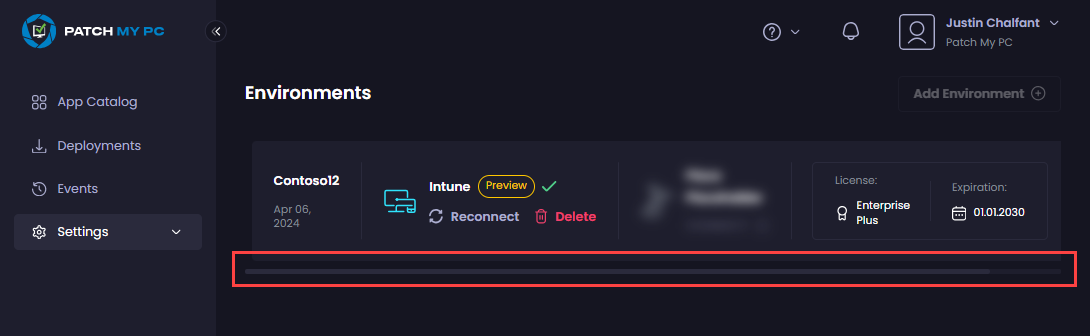 PATCH MY PC
Justin Chalfant
Patch My PC
App Catalog
Deployments
Events
Settings
Environments
Add Environment
Contoso12
Apr 06,
2024
Intune Preview
Reconnect Delete
License:
Enterprise
Plus
Expiration:
01.01.2030